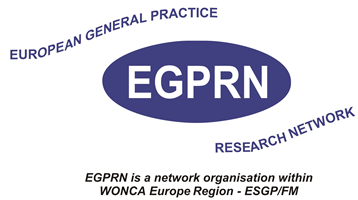 EUROPEAN GENERAL PRACTICE
EGPRN
RESEARCH NETWORK
EGPRN is a network organisation within
WONCA Europe Region - ESGP/FM